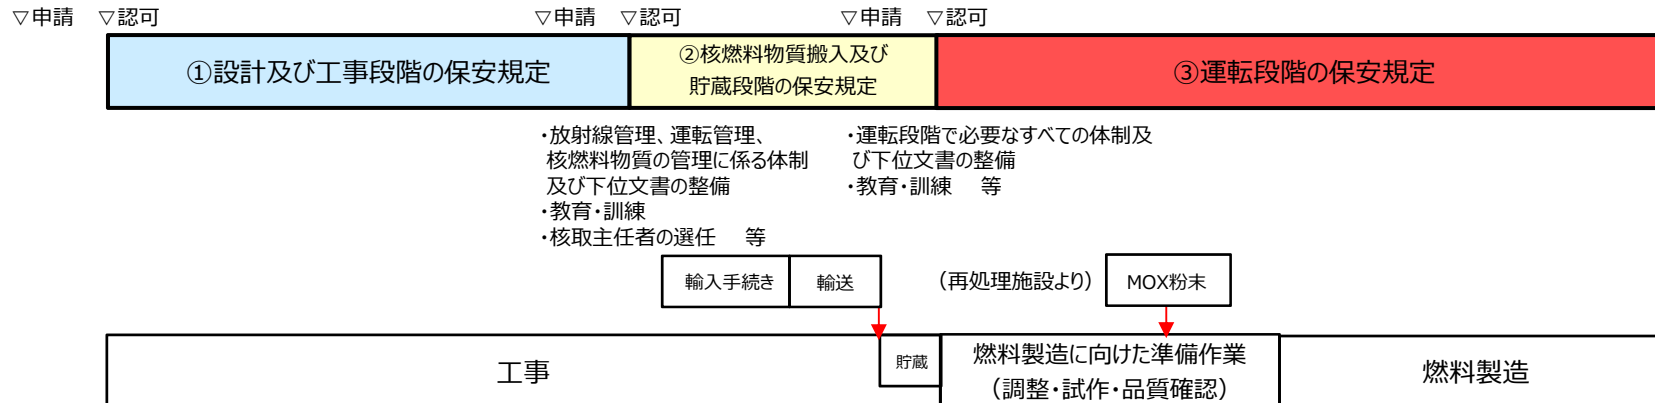 ▽申請 ▽認可 ▽申請 ▽認可 ▽申請 ▽認可
①設計及び工事段階の保安規定
②核燃料物質搬入及び
貯蔵段階の保安規定
③運転段階の保安規定
・放射線管理、運転管理、
核燃料物質の管理に係る体制
及び下位文書の整備
・教育・訓練
・核取主任者の選任 等
・運転段階で必要なすべての体制及
び下位文書の整備
・教育・訓練 等
輸入手続き
輸送
(再処理施設より)
MOX粉末
工事
貯蔵
燃料製造に向けた準備作業
(調整・試作・品質確認)
燃料製造